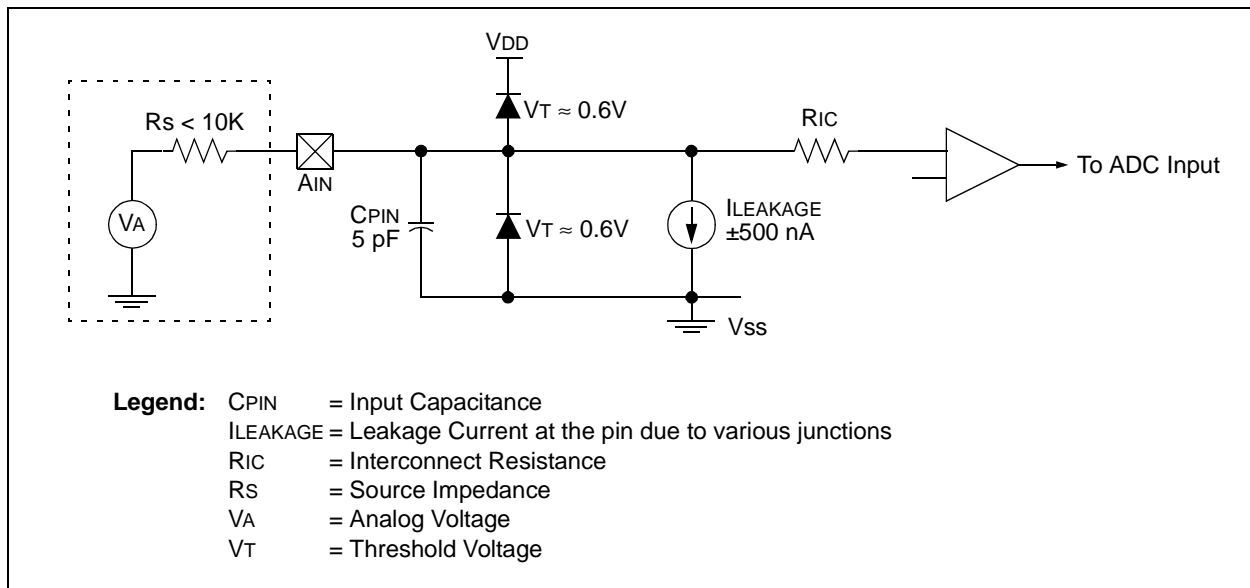 VDD
VT ≈ 0.6V
Rs < 10K
RIC
AIN
To ADC Input
VA
CPIN
5 pF
VT ≈ 0.6V
ILEAKAGE
±500 nA
Vss
Legend: CPIN = Input Capacitance
ILEAKAGE = Leakage Current at the pin due to various junctions
RIC = Interconnect Resistance
RS = Source Impedance
VA = Analog Voltage
VT = Threshold Voltage